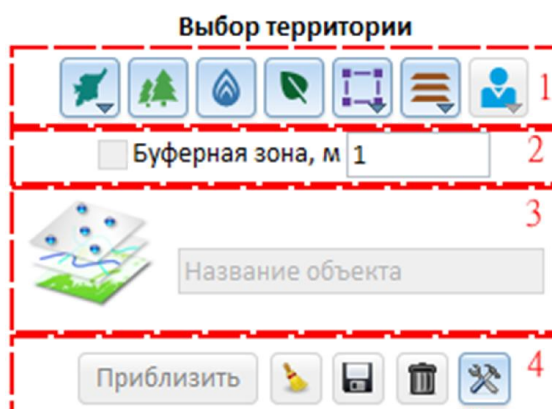 Выбор территории
1
Буферная зона, м 1
2
3
Название объекта
Приблизить
4